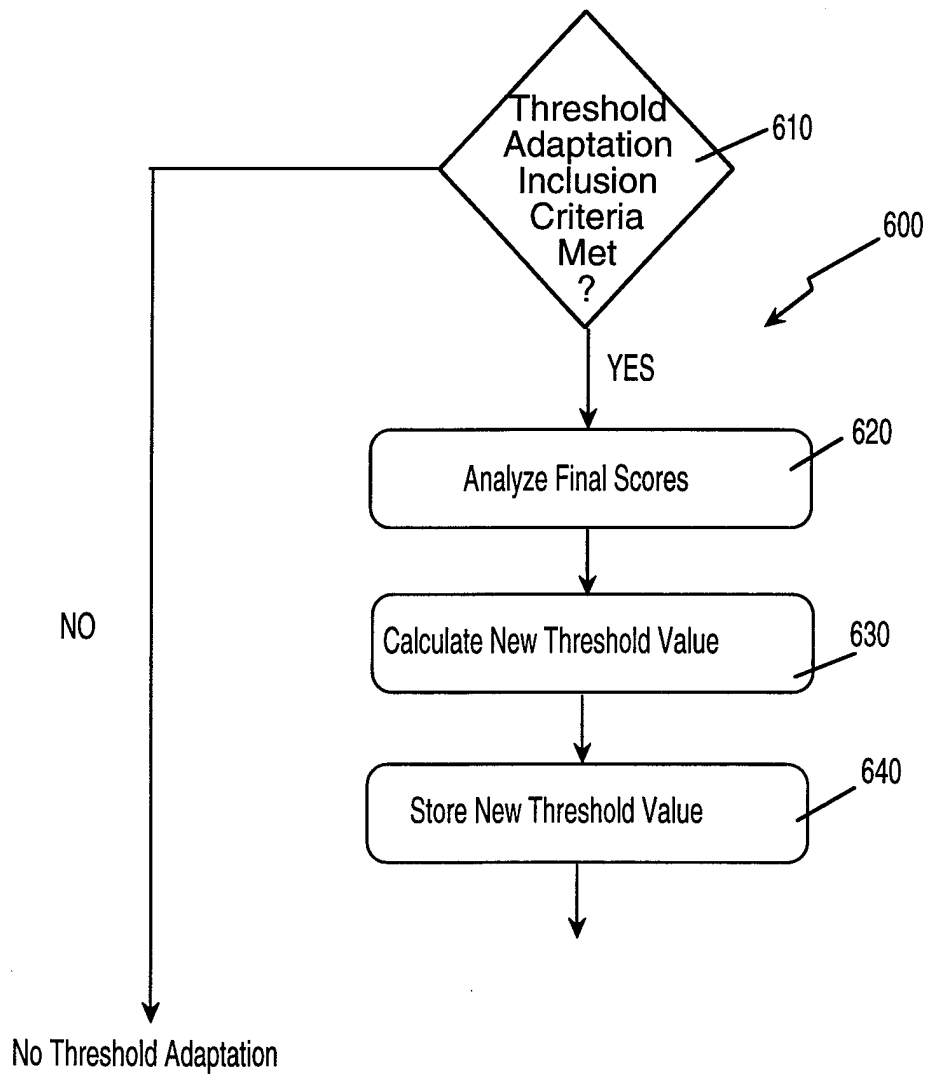 Threshold
Adaptation
Inclusion
Criteria
Met
?
610
600
YES
620
Analyze Final Scores
NO
Calculate New Threshold Value
630
640
Store New Threshold Value
No Threshold Adaptation